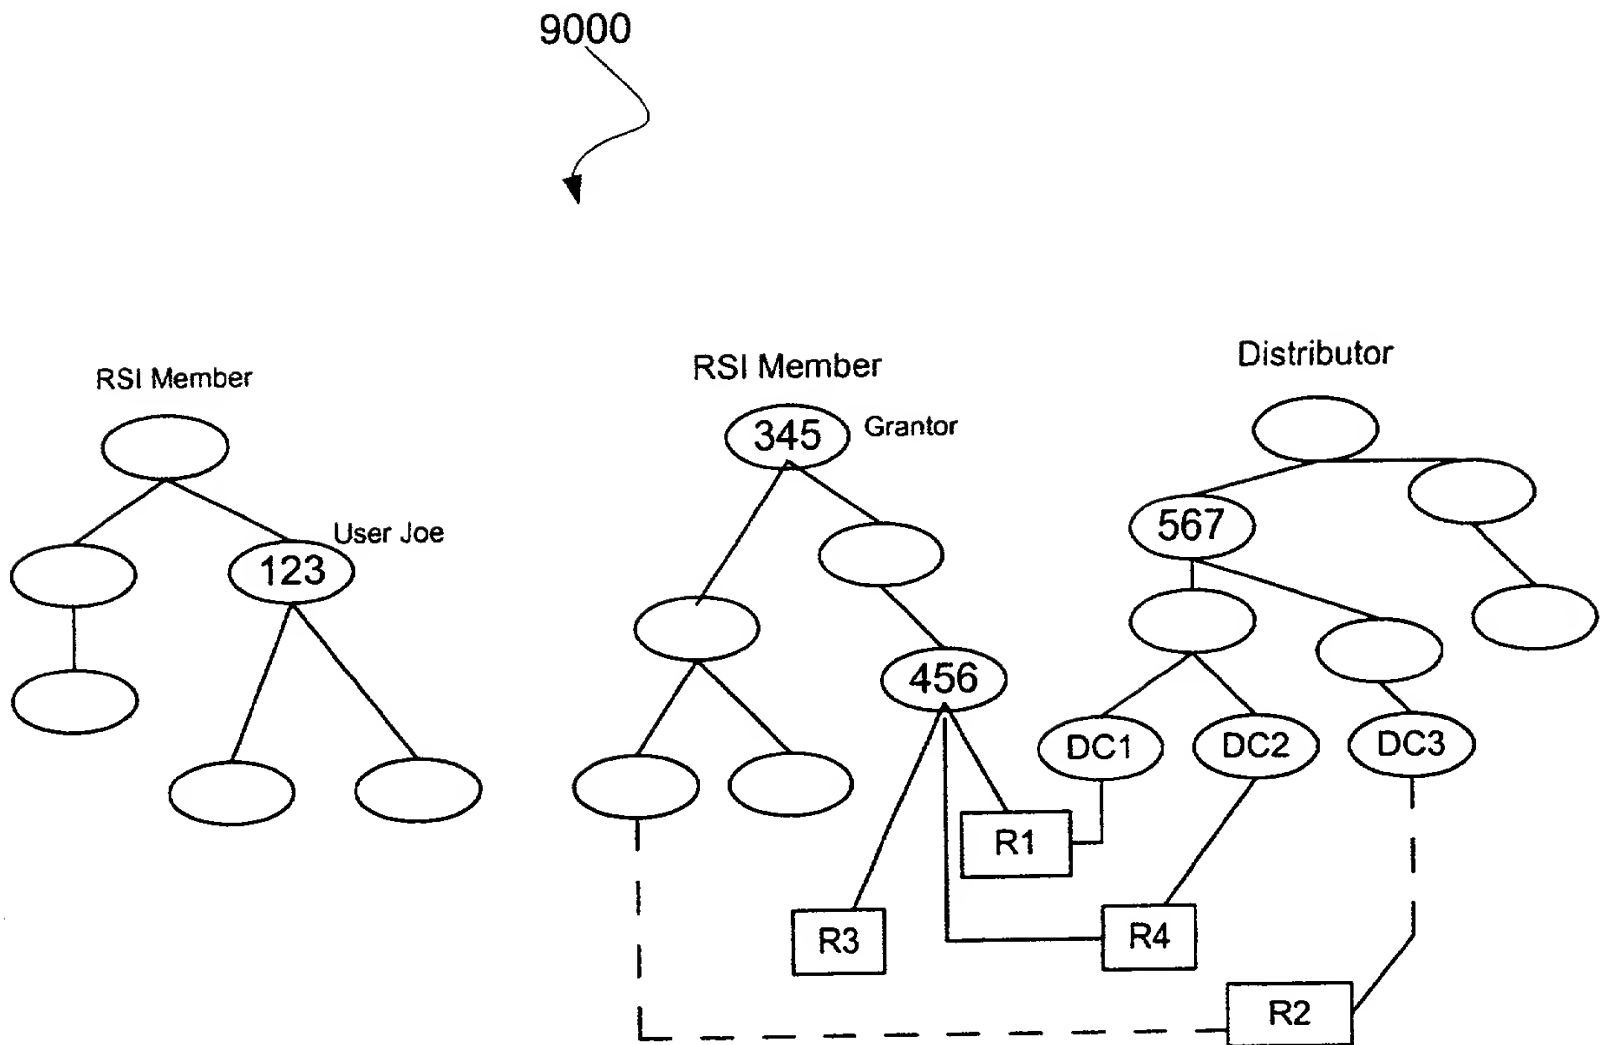 9000
RSI Member
RSI Member
Distributor
345
Grantor
User Joe
123
567
456
DC1
DC2
DC3
R1
R3
R4
R2